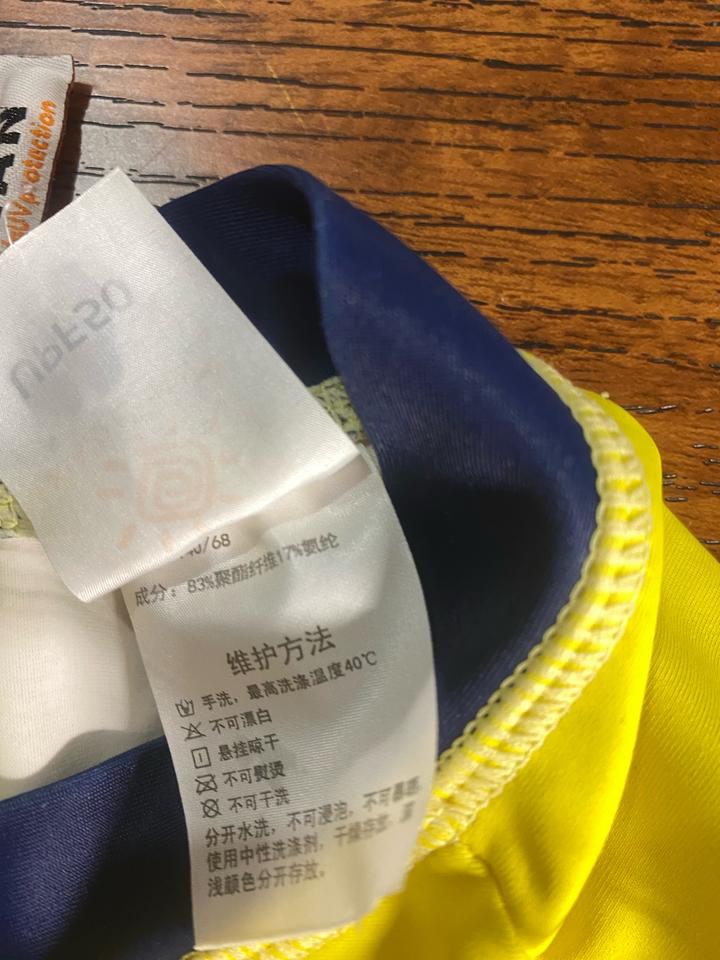 UVprotection
UPF50
40/68
成分：83%聚酯纤维17%氨纶
维护方法
手洗，最高洗涤温度40℃
不可漂白
悬挂晾干
不可熨烫
不可干洗
分开水洗，不可浸泡，不可暴晒，
使用中性洗涤剂，干燥存放，深
浅颜色分开存放。